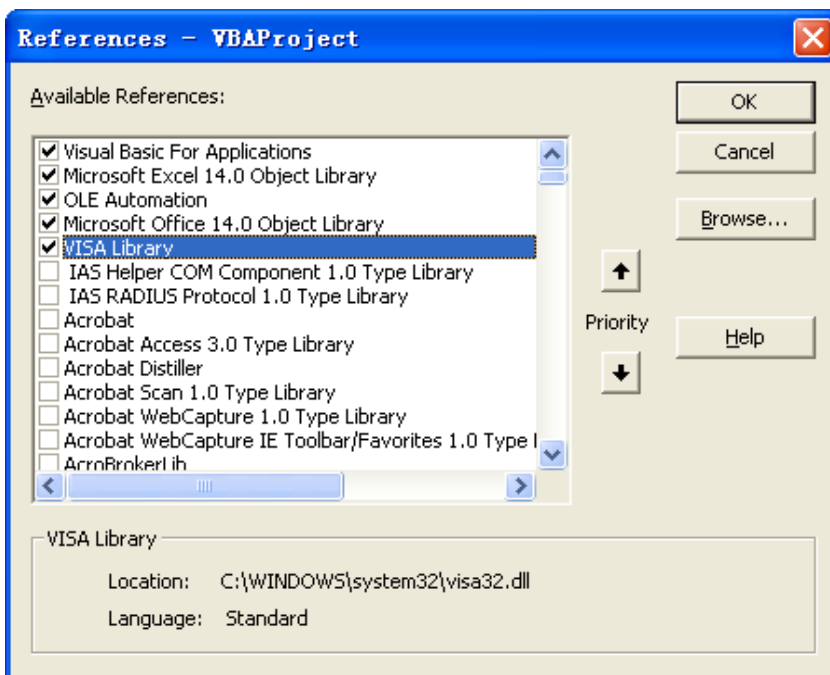 References - VBAProject
Available References:
OK
Cancel
Browse...
Priority
Help
Visual Basic For Applications
Microsoft Excel 14.0 Object Library
OLE Automation
Microsoft Office 14.0 Object Library
VISA Library
IAS Helper COM Component 1.0 Type Library
IAS RADIUS Protocol 1.0 Type Library
Acrobat
Acrobat Access 3.0 Type Library
Acrobat Distiller
Acrobat Scan 1.0 Type Library
Acrobat WebCapture 1.0 Type Library
Acrobat WebCapture IE Toolbar/Favorites 1.0 Type
AcroBrokerLib
VISA Library
Location: C:\WINDOWS\system32\visa32.dll
Language: Standard